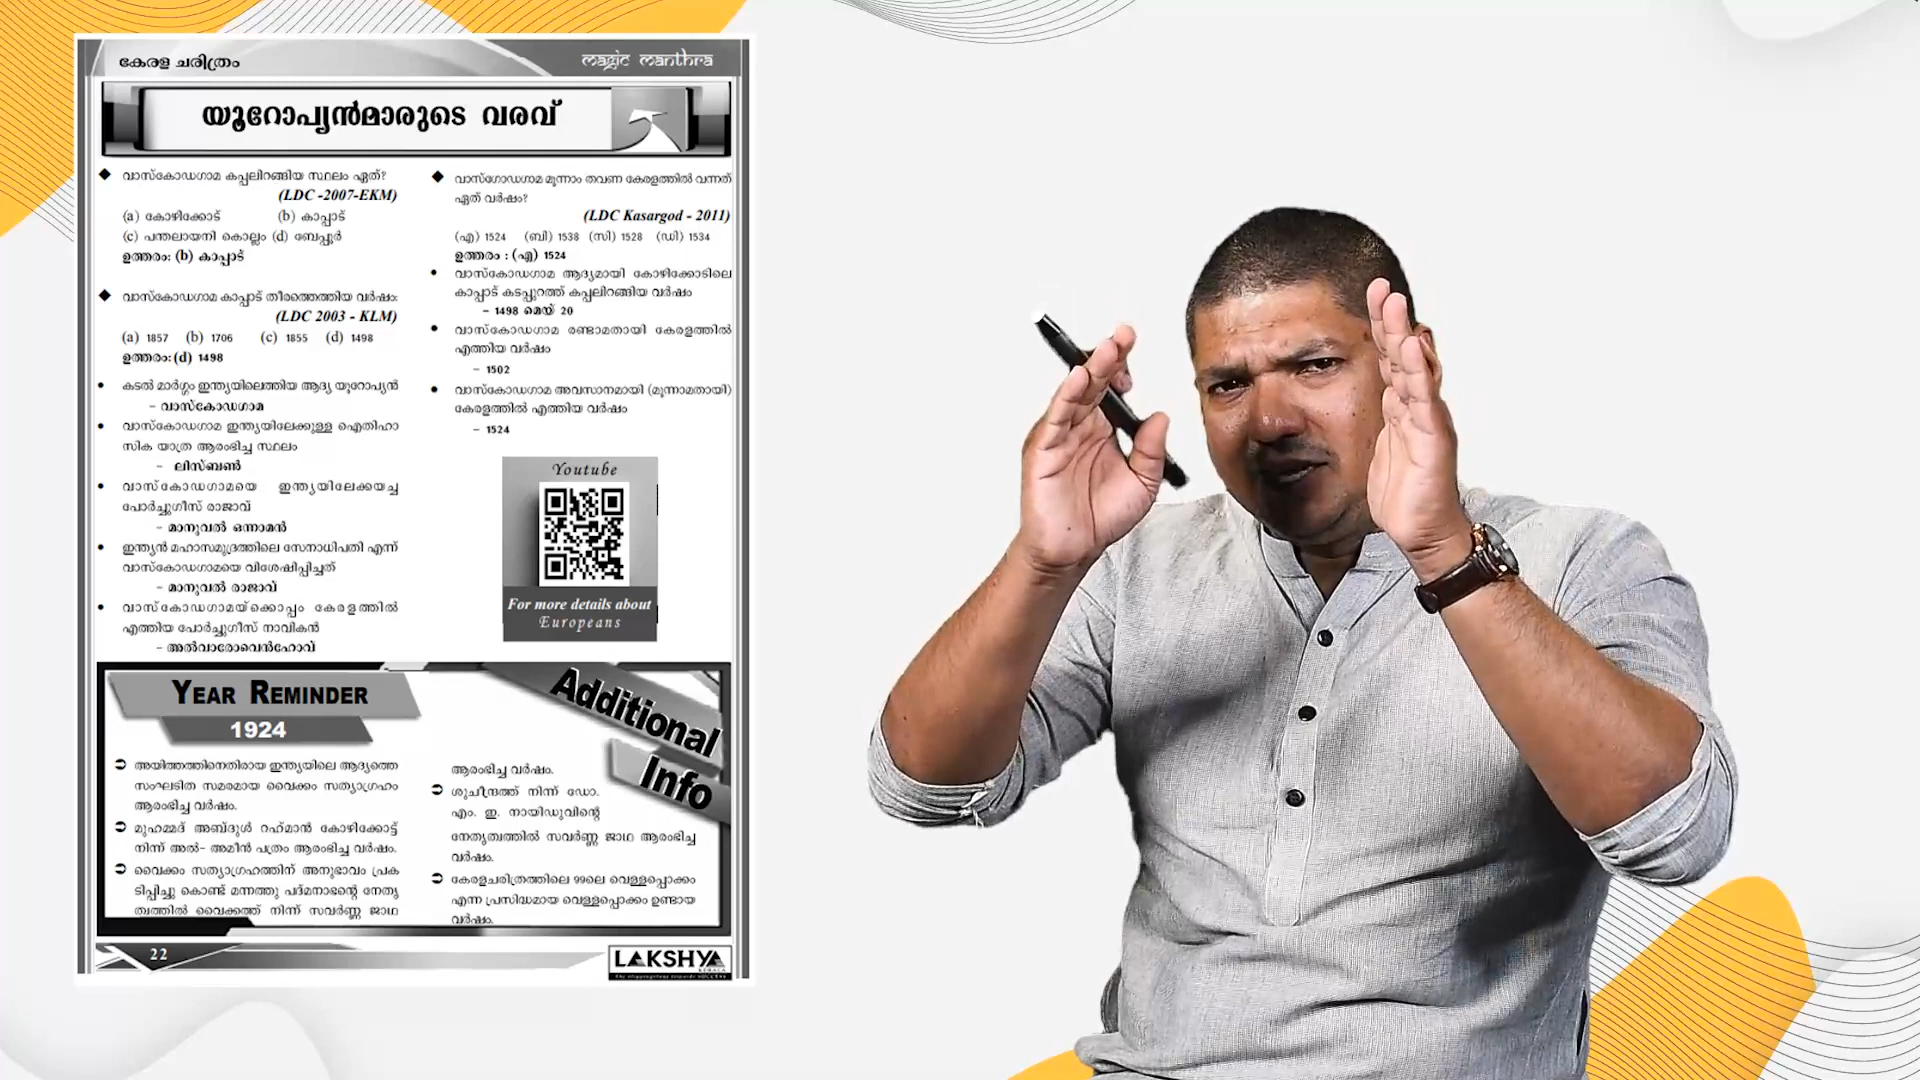 കേരള ചരിത്രം
magic manthra
യൂറോപ്യൻമാരുടെ വരവ്
വാസ്കോഡഗാമ കപ്പലിറങ്ങിയ സ്ഥലം ഏത്?
(LDC -2007-EKM)
(a) കോഴിക്കോട് (b) കാപ്പാട്
(c) പന്തലായനി കൊല്ലം (d) ബേപ്പൂർ
ഉത്തരം: (b) കാപ്പാട്
വാസ്കോഡഗാമ കാപ്പാട് തീരത്തെത്തിയ വർഷം:
(LDC 2003 - KLM)
(a) 1857 (b) 1706 (c) 1855 (d) 1498
ഉത്തരം: (d) 1498
കടൽ മാർഗ്ഗം ഇന്ത്യയിലെത്തിയ ആദ്യ യൂറോപ്യൻ
- വാസ്കോഡഗാമ
വാസ്കോഡഗാമ ഇന്ത്യയിലേക്കുള്ള ഐതിഹാ
സിക യാത്ര ആരംഭിച്ച സ്ഥലം
- ലിസ്ബൺ
വാസ്കോഡഗാമയെ ഇന്ത്യയിലേക്കയച്ച
പോർച്ചുഗീസ് രാജാവ്
- മാനുവൽ ഒന്നാമൻ
ഇന്ത്യൻ മഹാസമുദ്രത്തിലെ സേനാധിപതി എന്ന്
വാസ്കോഡഗാമയെ വിശേഷിപ്പിച്ചത്
- മാനുവൽ രാജാവ്
വാസ്കോഡഗാമയ്ക്കൊപ്പം കേരളത്തിൽ
എത്തിയ പോർച്ചുഗീസ് നാവികൻ
- അൽവാരോവെൻഹോവ്
വാസ്ഗോഡഗാമ മൂന്നാം തവണ കേരളത്തിൽ വന്നത്
ഏത് വർഷം?
(LDC Kasargod - 2011)
(എ) 1524 (ബി) 1538 (സി) 1528 (ഡി) 1534
ഉത്തരം : (എ) 1524
വാസ്കോഡഗാമ ആദ്യമായി കോഴിക്കോടിലെ
കാപ്പാട് കടപ്പുറത്ത് കപ്പലിറങ്ങിയ വർഷം
- 1498 മെയ് 20
വാസ്കോഡഗാമ രണ്ടാമതായി കേരളത്തിൽ
എത്തിയ വർഷം
- 1502
വാസ്കോഡഗാമ അവസാനമായി (മൂന്നാമതായി)
കേരളത്തിൽ എത്തിയ വർഷം
- 1524
Youtube
For more details about
Europeans
YEAR REMINDER
1924
Additional
Info
അയിത്തത്തിനെതിരായ ഇന്ത്യയിലെ ആദ്യത്തെ
സംഘടിത സമരമായ വൈക്കം സത്യാഗ്രഹം
ആരംഭിച്ച വർഷം.
മുഹമ്മദ് അബ്ദുൾ റഹ്മാൻ കോഴിക്കോട്ട്
നിന്ന് അൽ- അമീൻ പത്രം ആരംഭിച്ച വർഷം.
വൈക്കം സത്യാഗ്രഹത്തിന് അനുഭാവം പ്രക
ടിപ്പിച്ചു കൊണ്ട് മന്നത്തു പദ്മനാഭന്റെ നേതൃ
ത്വത്തിൽ വൈക്കത്ത് നിന്ന് സവർണ്ണ ജാഥ
ആരംഭിച്ച വർഷം.
ശുചീന്ദ്രത്ത് നിന്ന് ഡോ.
എം. ഇ. നായിഡുവിന്റെ
നേതൃത്വത്തിൽ സവർണ്ണ ജാഥ ആരംഭിച്ച
വർഷം.
കേരളചരിത്രത്തിലെ 99ലെ വെള്ളപ്പൊക്കം
എന്ന പ്രസിദ്ധമായ വെള്ളപ്പൊക്കം ഉണ്ടായ
വർഷം.
22
LAKSHYA